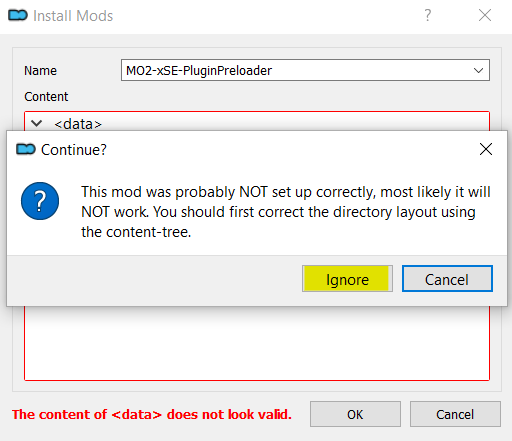 Install Mods
?
Name
MO2-xSE-PluginPreloader
Content
<data>
Continue?
?
This mod was probably NOT set up correctly, most likely it will
NOT work. You should first correct the directory layout using
the content-tree.
Ignore
Cancel
The content of <data> does not look valid.
OK
Cancel